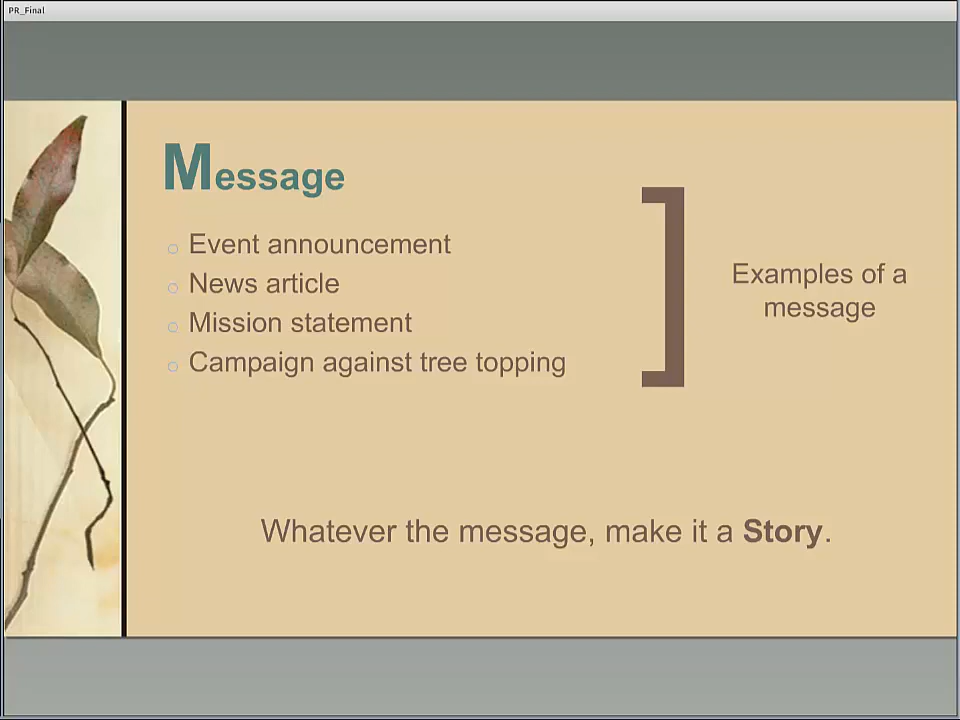 PR_Final
Message
Event announcement
News article
Mission statement
Campaign against tree topping
Examples of a
message
Whatever the message, make it a Story.